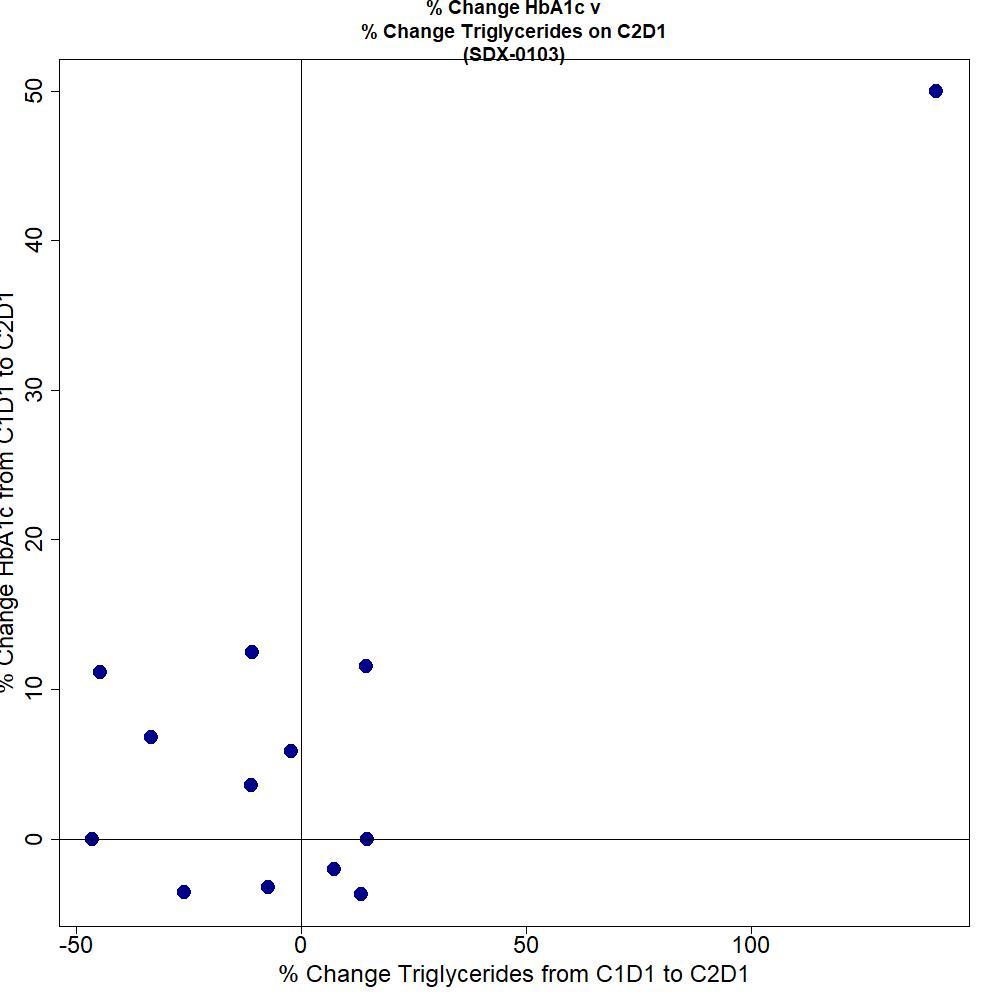 % Change HbA1c v
% Change Triglycerides on C2D1
(SDX-0103)
% Change HbA1c from C1D1 to C2D1
50
40
30
20
10
0
-50
0
50
100
% Change Triglycerides from C1D1 to C2D1